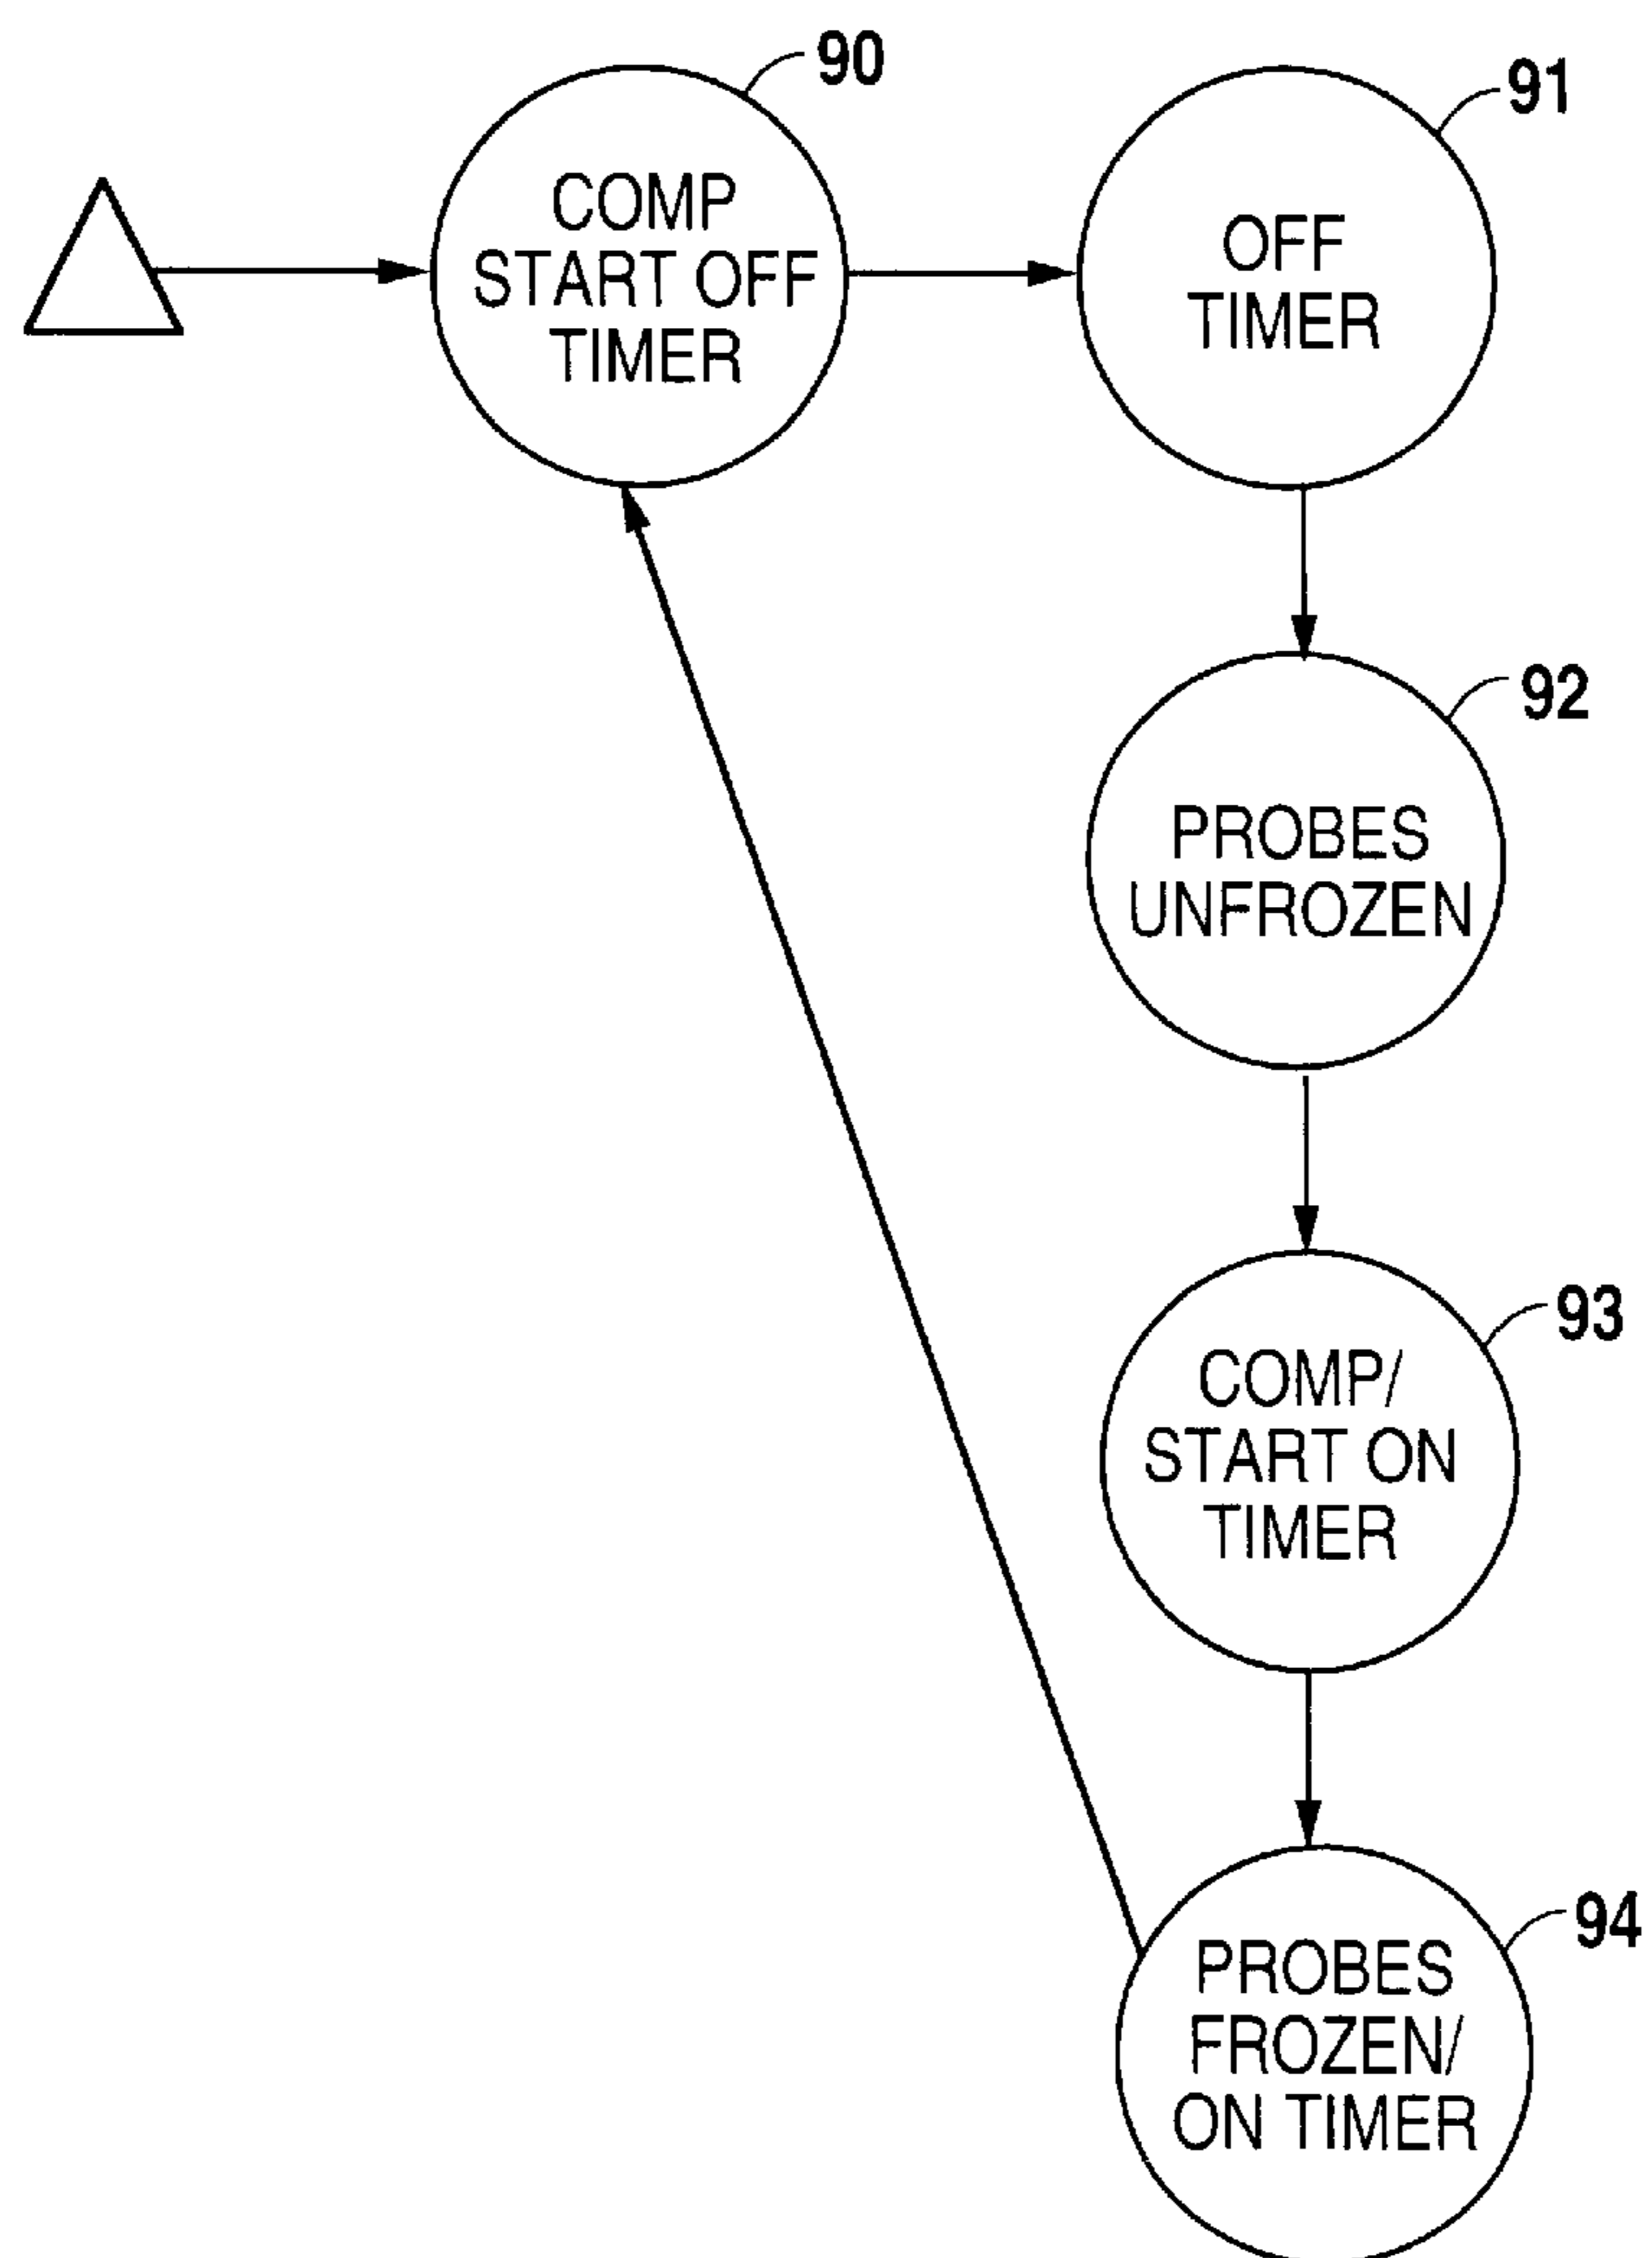 90
COMP
START OFF
TIMER
91
OFF
TIMER
92
PROBES
UNFROZEN
93
COMP/
START ON
TIMER
94
PROBES
FROZEN/
ON TIMER